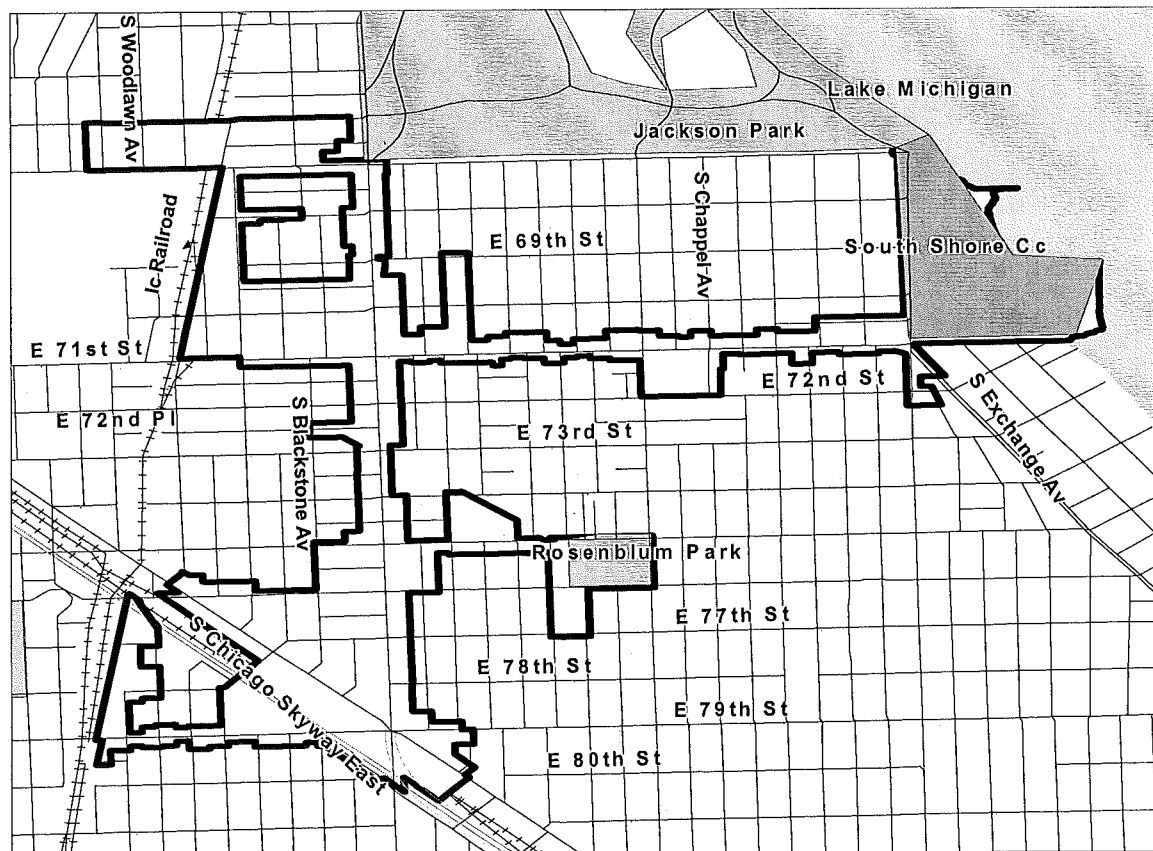 S Woodlawn Av
Lake Michigan
Jackson Park
S Chappel Av
Ic Railroad
E 69th St
South Shore Cc
E 71st St
E 72nd St
S Exchange Av
E 72nd Pl
S Blackstone Av
E 73rd St
Rosenblum Park
E 77th St
S Chicago Skyway East
E 78th St
E 79th St
E 80th St